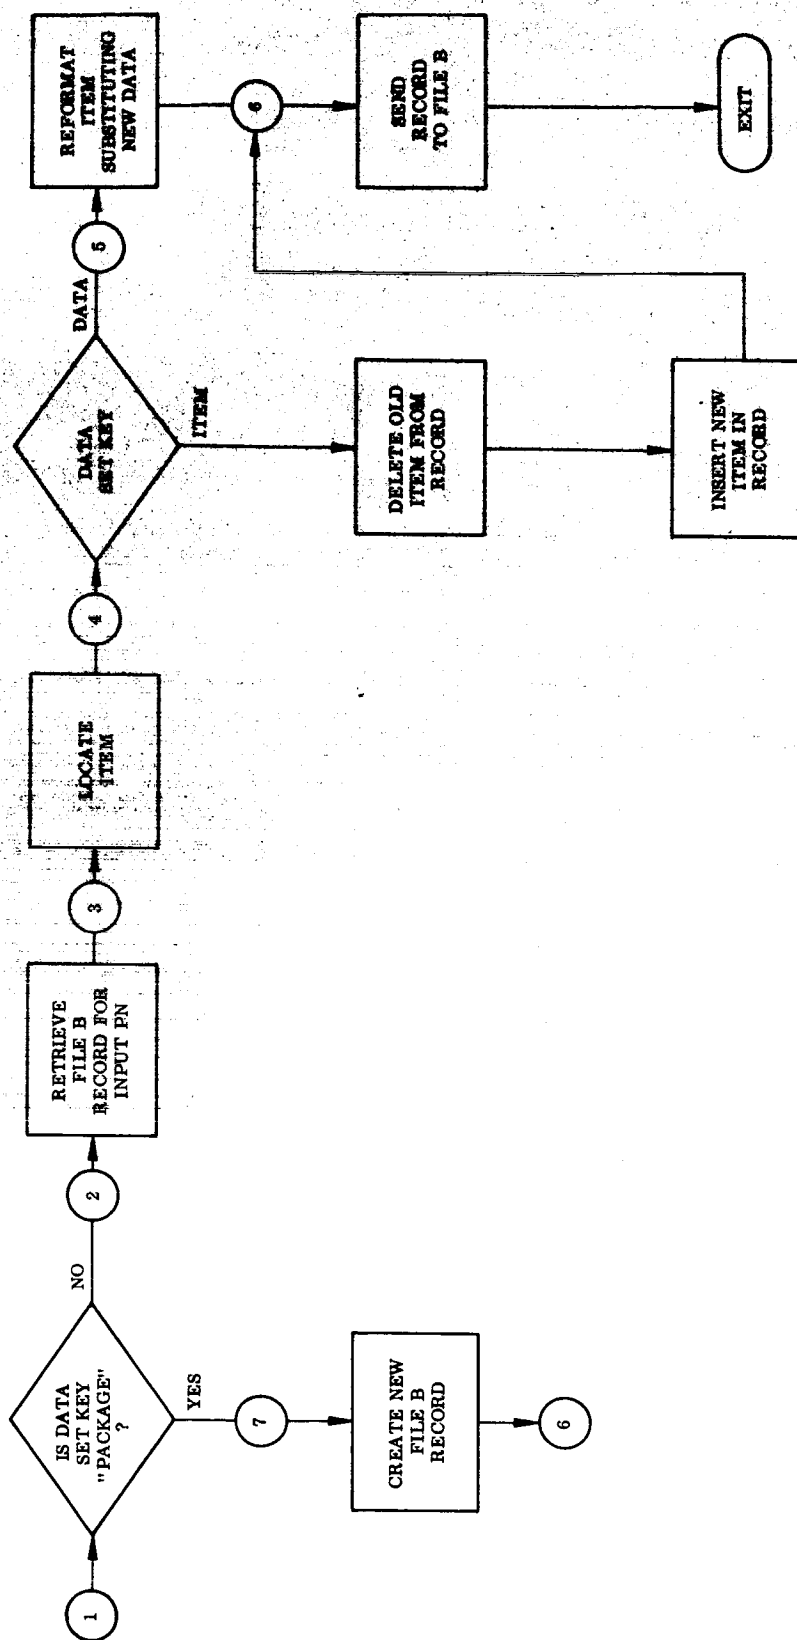 1
IS DATA
SET KEY
"PACKAGE"
?
NO
YES
2
RETRIEVE
FILE B
RECORD FOR
INPUT PN
3
LOCATE
ITEM
4
DATA
SET KEY
DATA
ITEM
5
REFORMAT
ITEM
SUBSTITUTING
NEW DATA
6
SEND
RECORD
TO FILE B
EXIT
DELETE OLD
ITEM FROM
RECORD
INSERT NEW
ITEM IN
RECORD
7
CREATE NEW
FILE B
RECORD
6